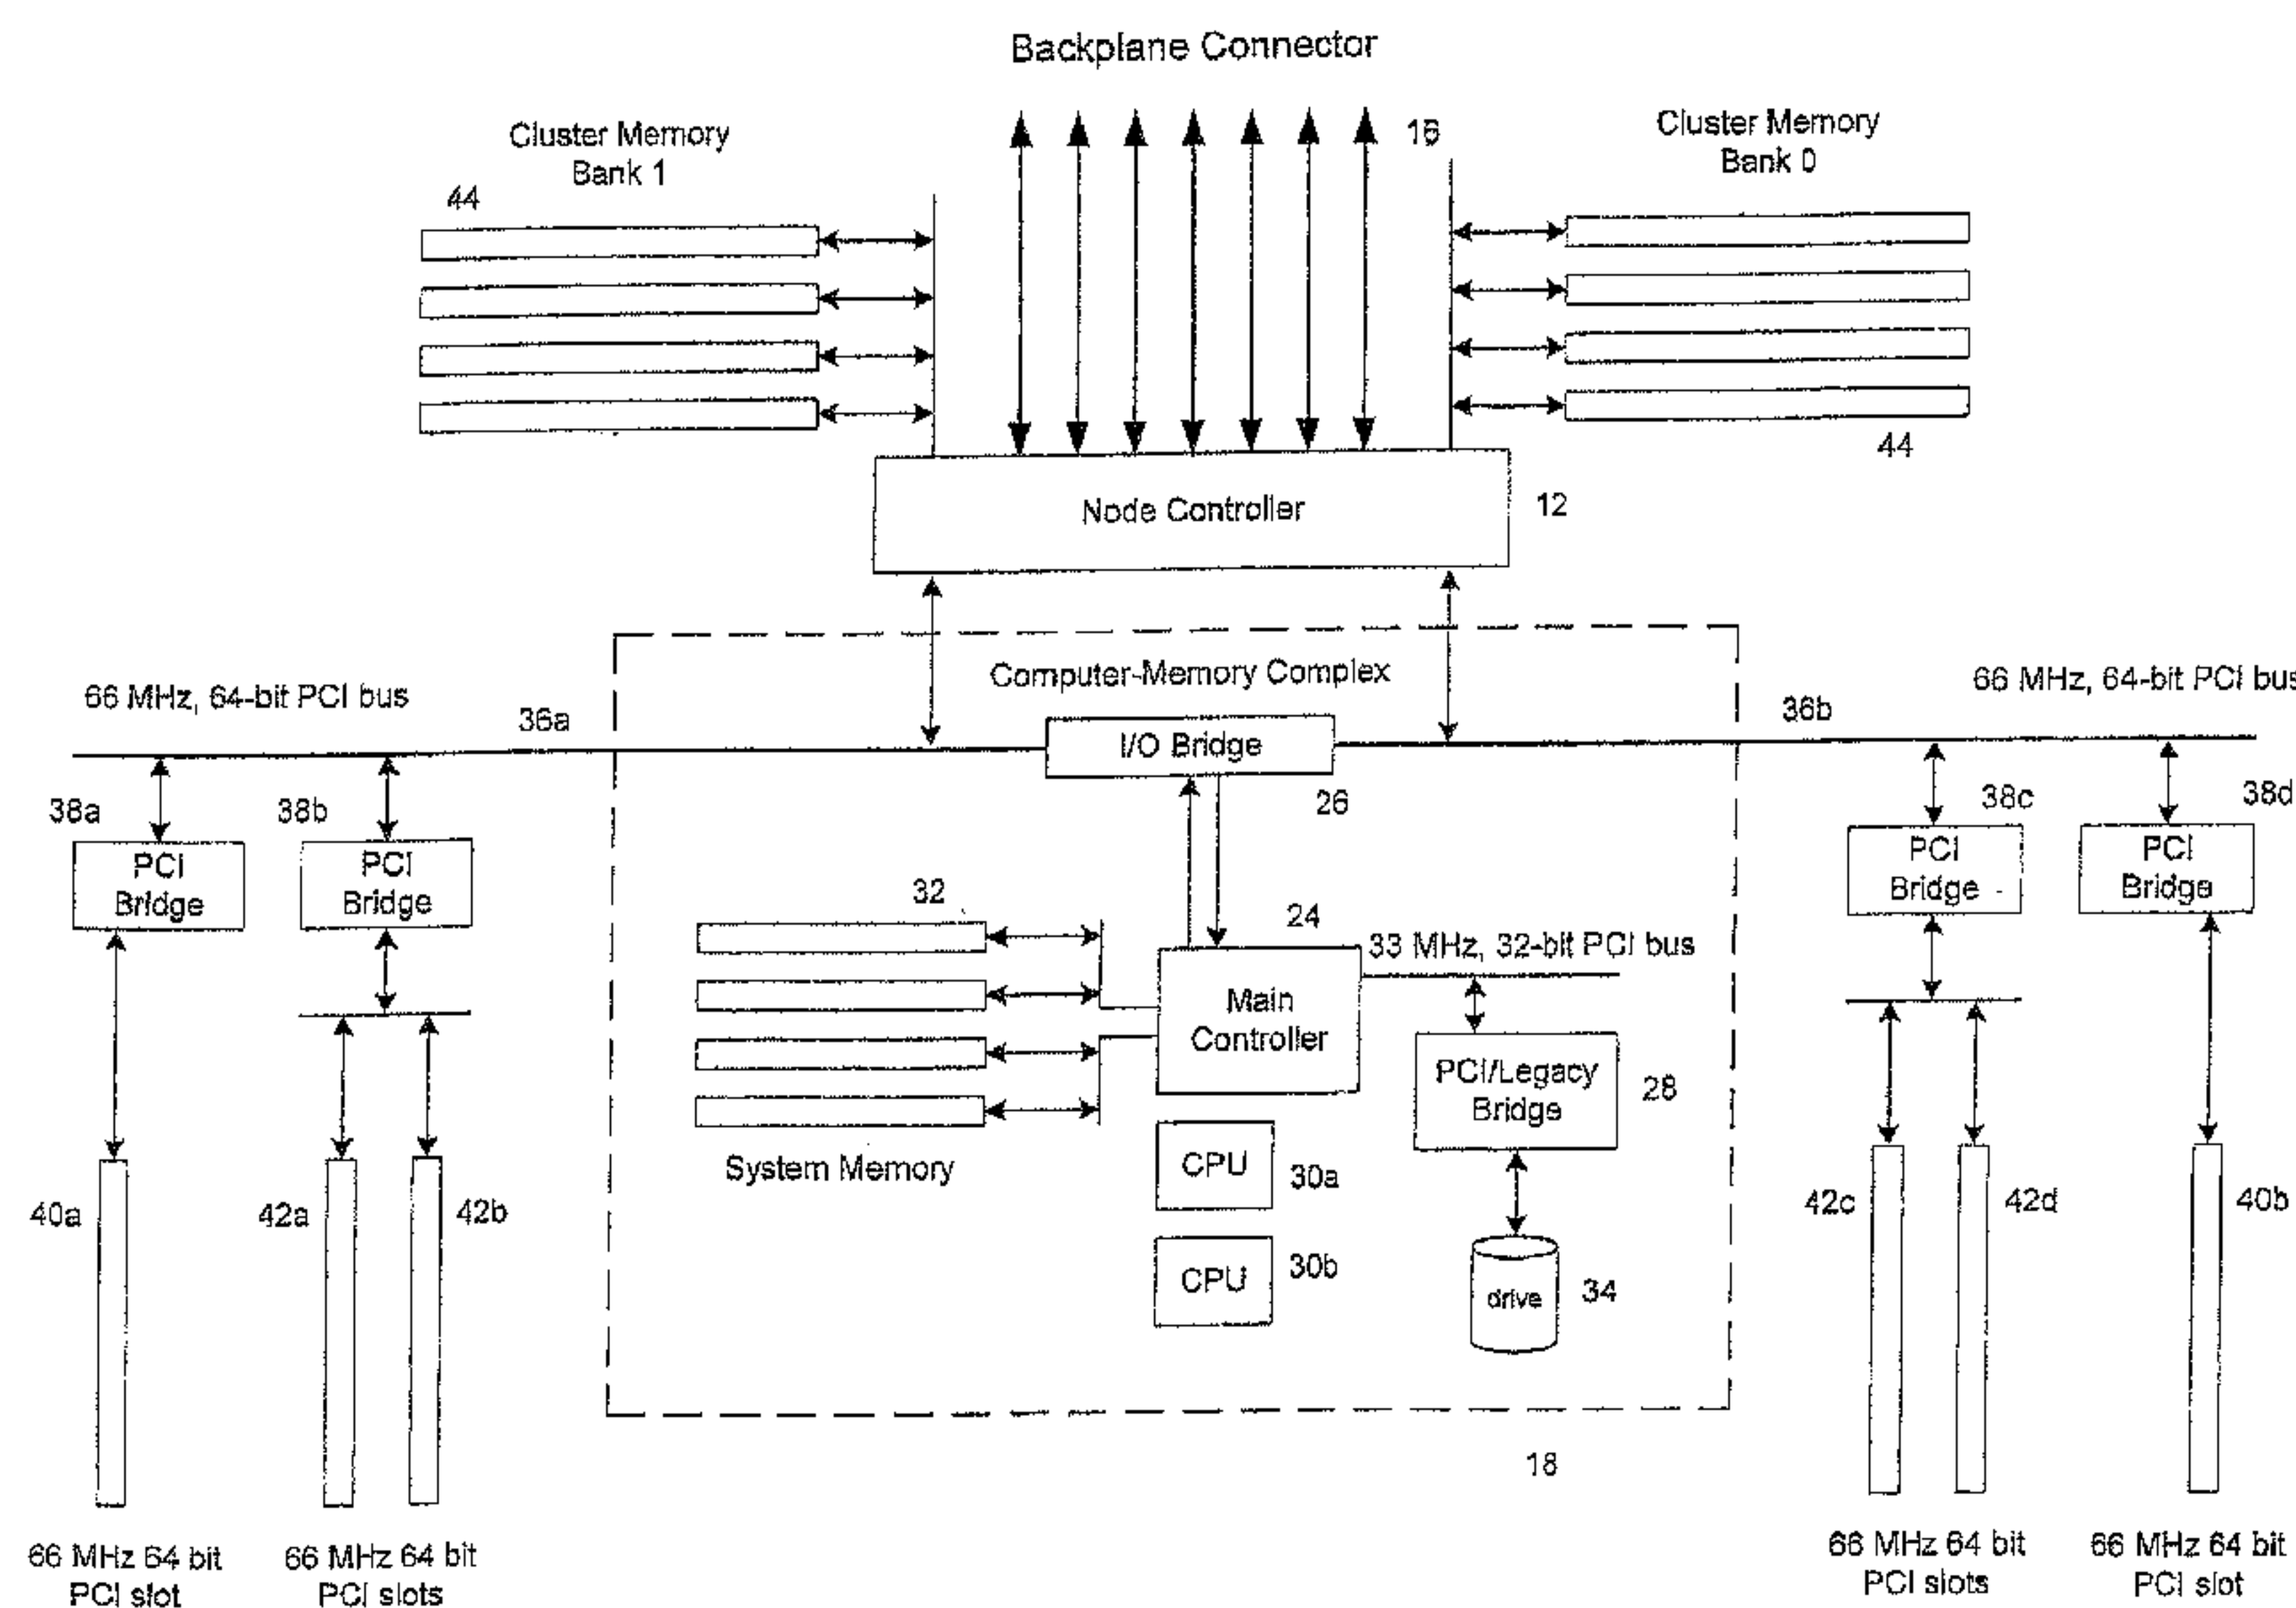 Backplane Connector
Cluster Memory
Bank 1
16
Cluster Memory
Bank 0
44
44
Node Controller
12
Computer-Memory Complex
66 MHz, 64-bit PCI bus
66 MHz, 64-bit PCI bus
36a
36b
I/O Bridge
26
38a
38b
38c
38d
PCI
Bridge
PCI
Bridge
PCI
Bridge
PCI
Bridge
32
24
33 MHz, 32-bit PCI bus
Main
Controller
PCI/Legacy
Bridge
28
System Memory
CPU
30a
CPU
30b
drive
34
40a
42a
42b
42c
42d
40b
18
66 MHz 64 bit
PCI slot
66 MHz 64 bit
PCI slots
66 MHz 64 bit
PCI slots
66 MHz 64 bit
PCI slot